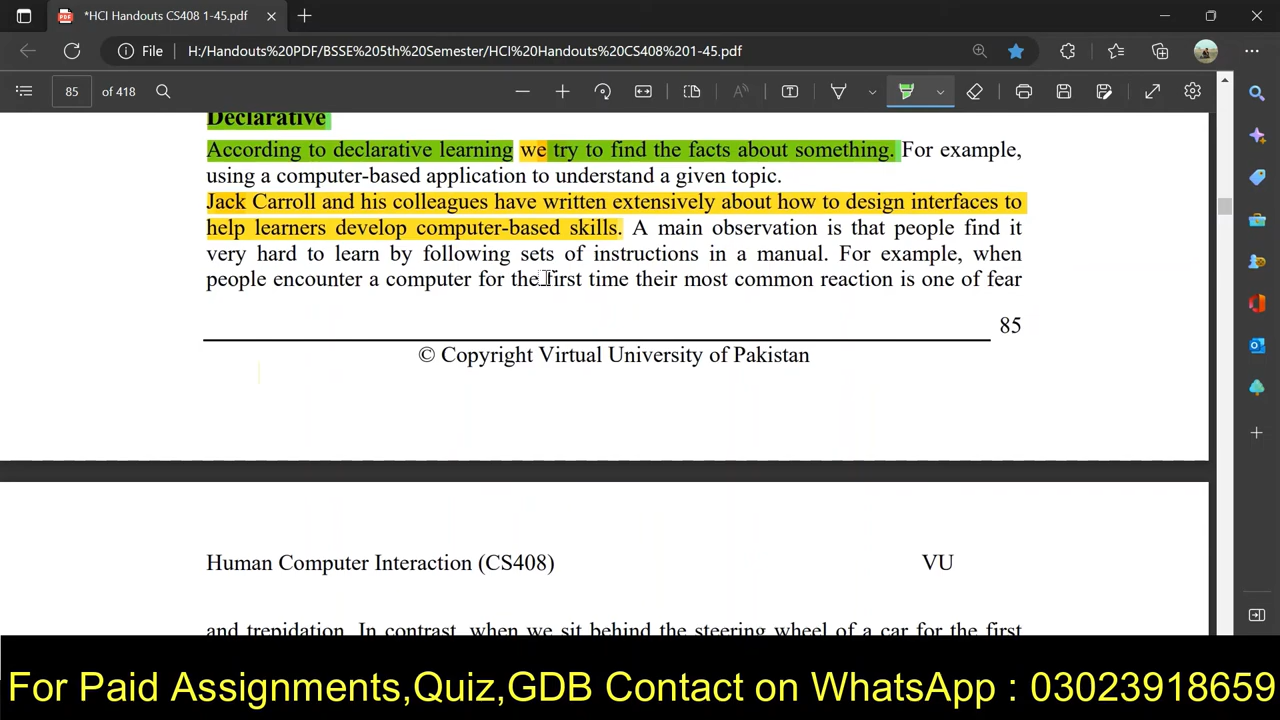 *HCI Handouts CS408 1-45.pdf
File H:/Handouts%20PDF/BSSE%205th%20Semester/HCI%20Handouts%20CS408%201-45.pdf
85 of 418
Declarative
According to declarative learning we try to find the facts about something. For example,
using a computer-based application to understand a given topic.
Jack Carroll and his colleagues have written extensively about how to design interfaces to
help learners develop computer-based skills. A main observation is that people find it
very hard to learn by following sets of instructions in a manual. For example, when
people encounter a computer for the first time their most common reaction is one of fear
85
© Copyright Virtual University of Pakistan
Human Computer Interaction (CS408) VU
and trepidation. In contrast, when we sit behind the steering wheel of a car for the first
For Paid Assignments,Quiz,GDB Contact on WhatsApp : 03023918659